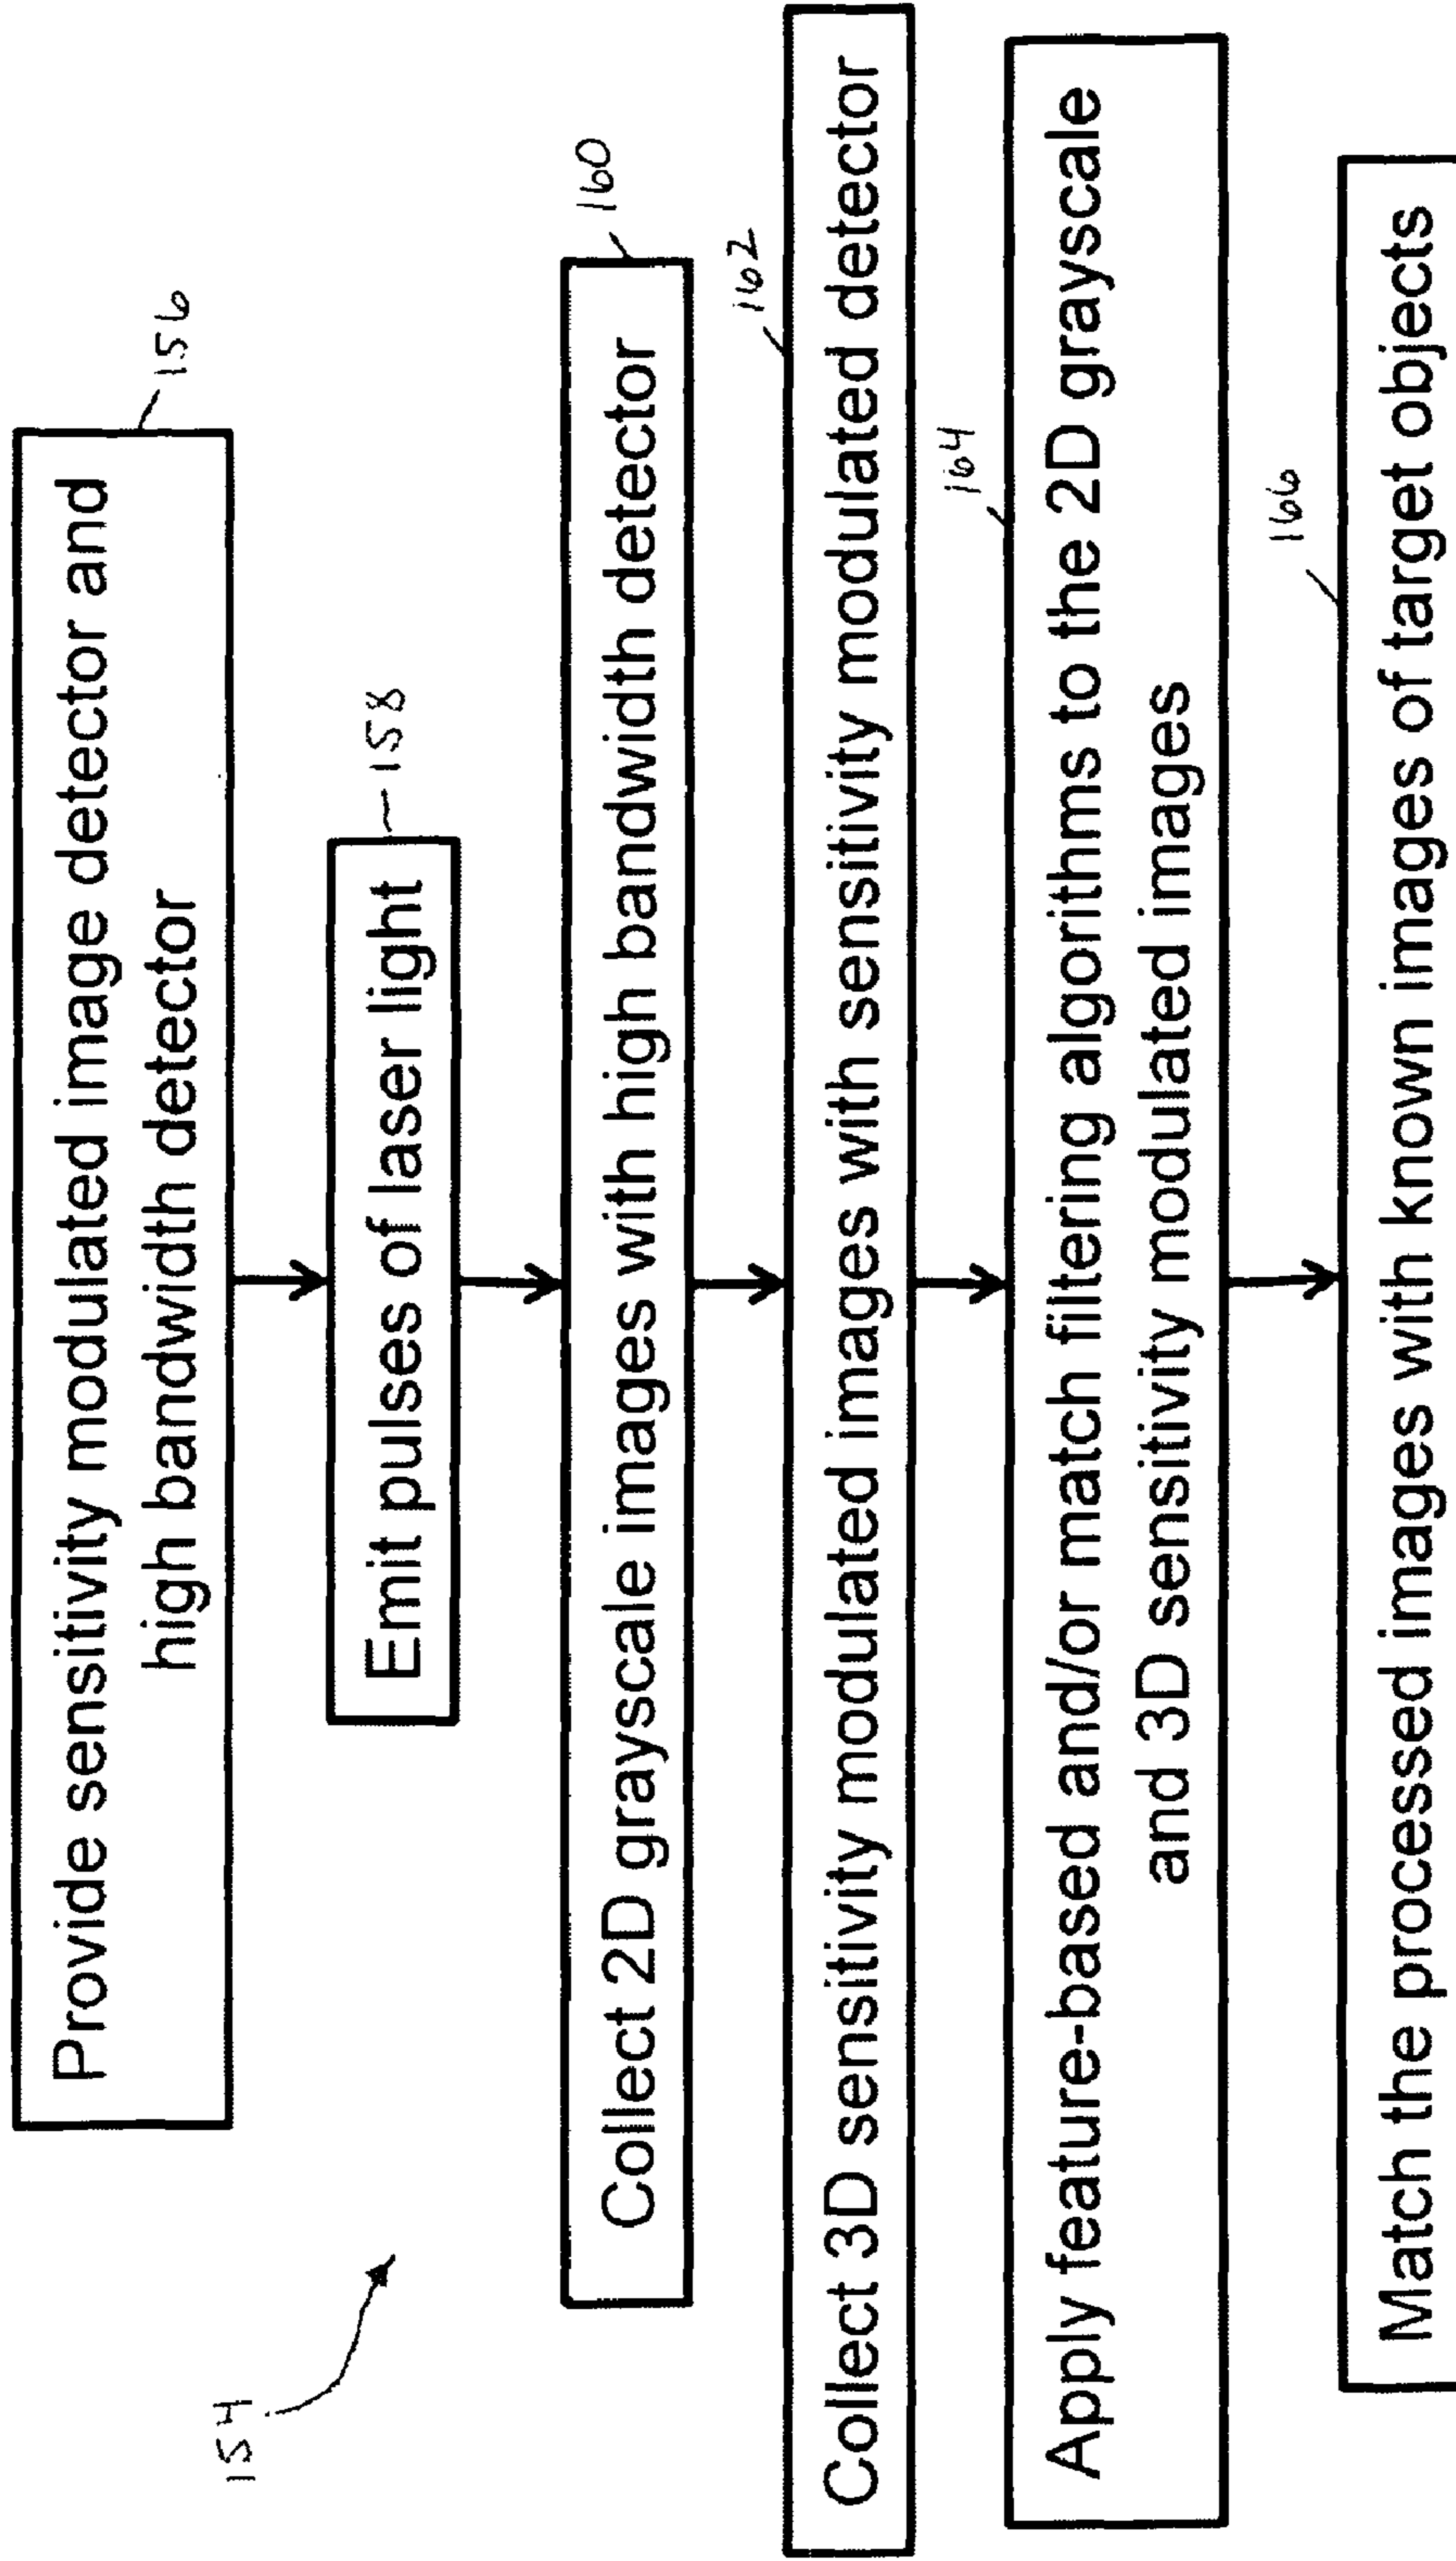 154
Provide sensitivity modulated image detector and
high bandwidth detector
156
Emit pulses of laser light
158
Collect 2D grayscale images with high bandwidth detector
160
Collect 3D sensitivity modulated images with sensitivity modulated detector
162
Apply feature-based and/or match filtering algorithms to the 2D grayscale
and 3D sensitivity modulated images
164
Match the processed images with known images of target objects
166